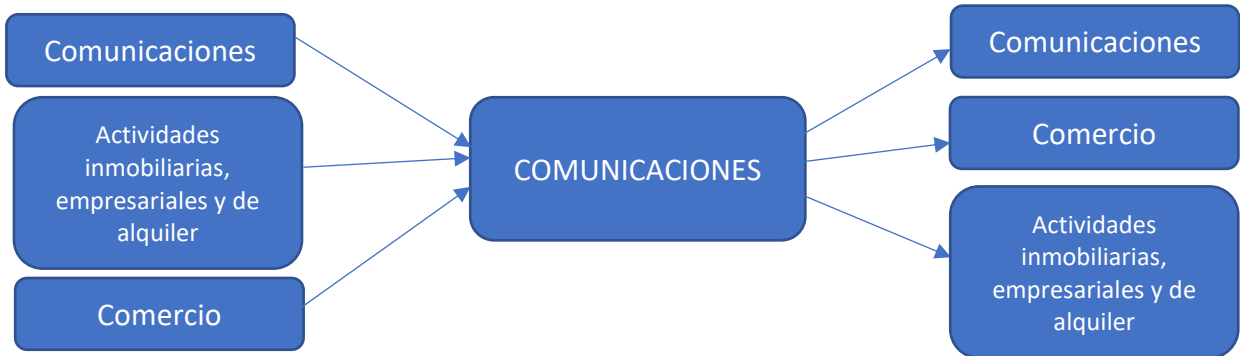 Comunicaciones
Actividades
inmobiliarias,
empresariales y de
alquiler
Comercio
COMUNICACIONES
Comunicaciones
Comercio
Actividades
inmobiliarias,
empresariales y de
alquiler